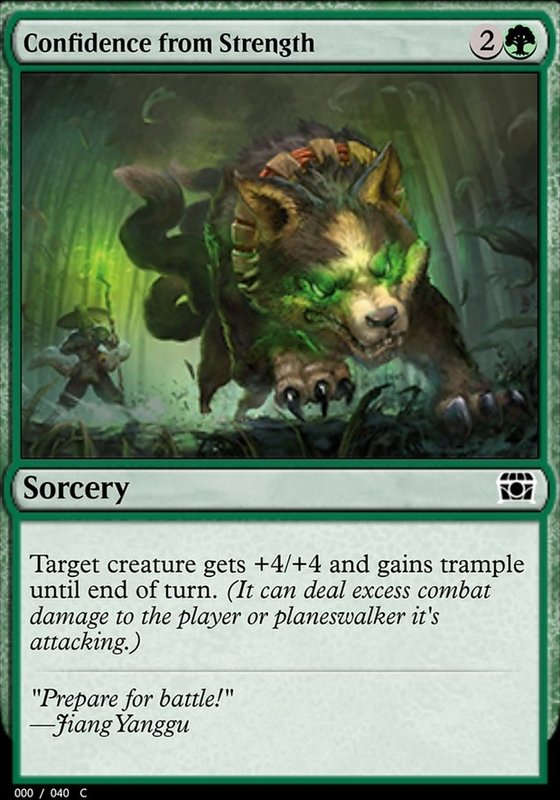 Confidence from Strength 2
Sorcery
Target creature gets +4/+4 and gains trample
until end of turn. (It can deal excess combat
damage to the player or planeswalker it's
attacking.)
"Prepare for battle!"
—Jiang Yanggu
000 / 040 C